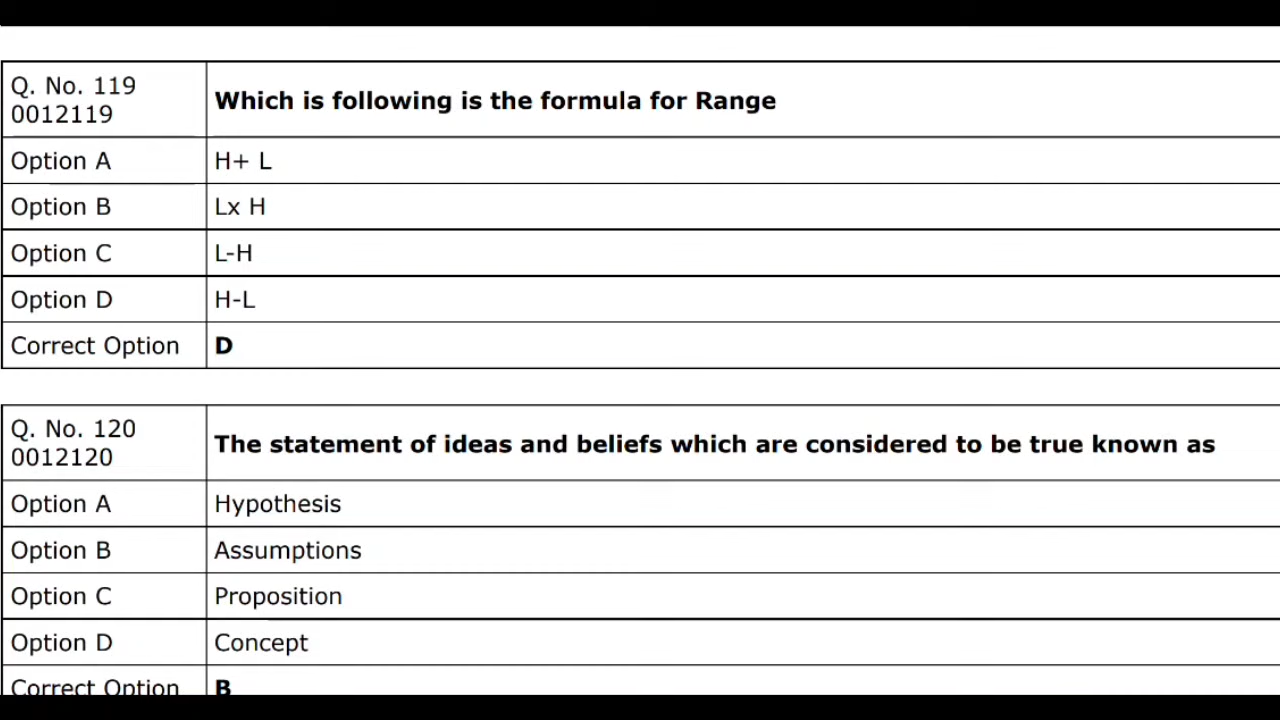 Q. No. 119
0012119
Which is following is the formula for Range
Option A
H+ L
Option B
Lx H
Option C
L-H
Option D
H-L
Correct Option
D
Q. No. 120
0012120
The statement of ideas and beliefs which are considered to be true known as
Option A
Hypothesis
Option B
Assumptions
Option C
Proposition
Option D
Concept
Correct Option
B